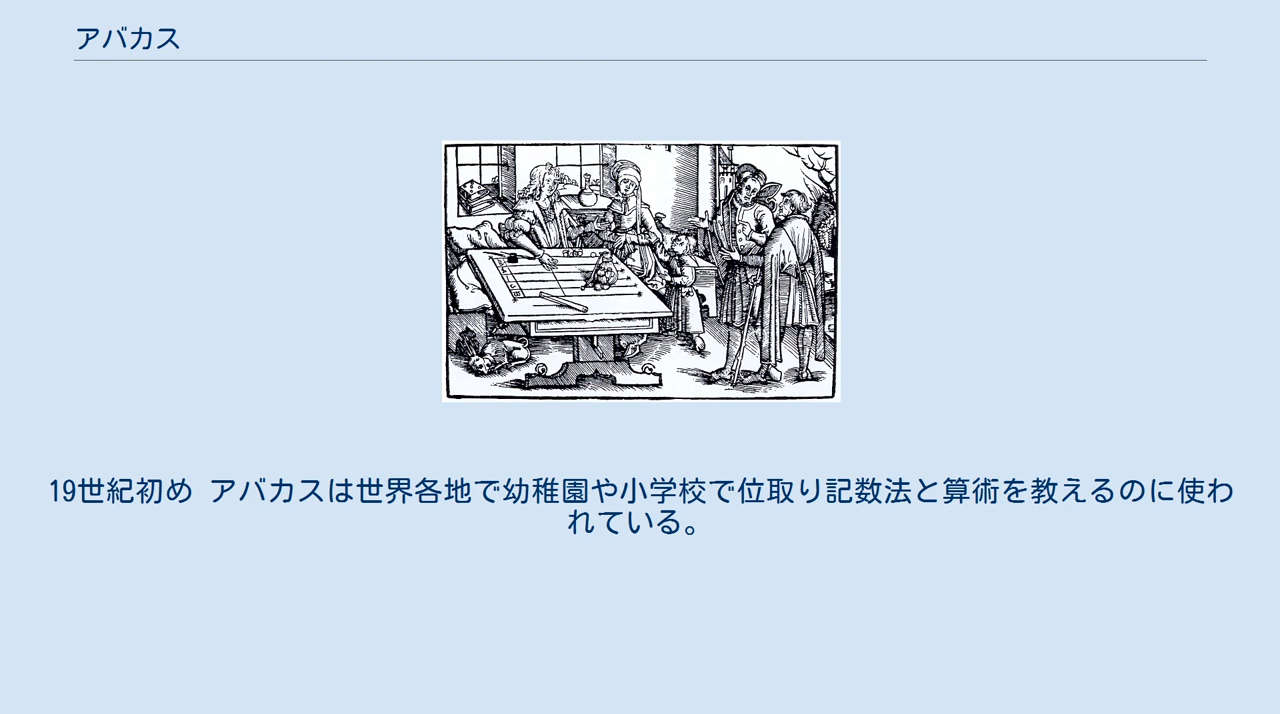 アバカス
19世紀初め アバカスは世界各地で幼稚園や小学校で位取り記数法と算術を教えるのに使わ
れている。